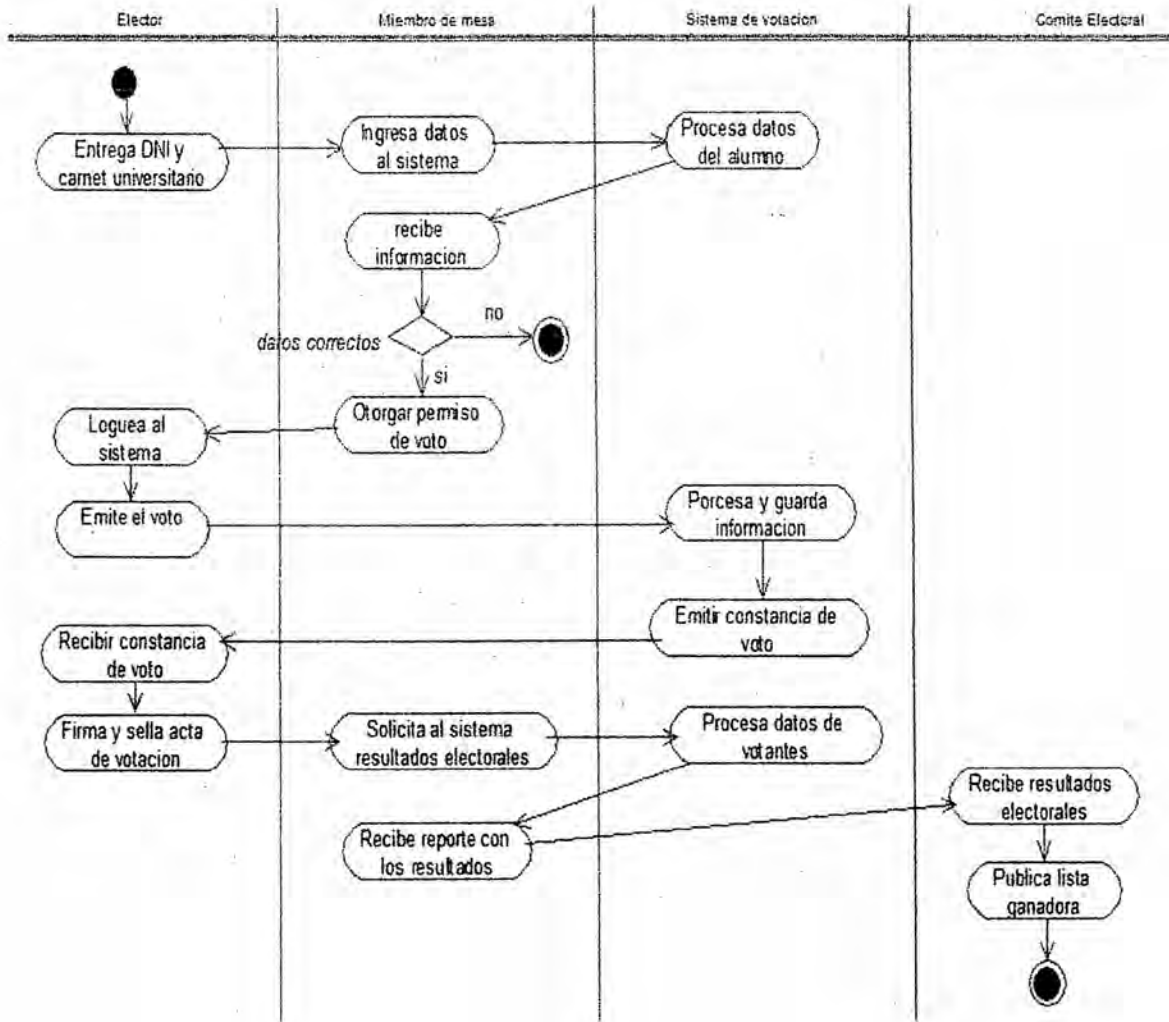 Elector
Miembro de mesa
Sistema de votacion
Comite Electoral
Entrega DNI y
carnet universitario
Ingresa datos
al sistema
Procesa datos
del alumno
recibe
informacion
datos correctos
no
si
Otorgar permiso
de voto
Loguea al
sistema
Emite el voto
Porcesa y guarda
informacion
Emitir constancia de
voto
Recibir constancia
de voto
Firma y sella acta
de votacion
Solicita al sistema
resultados electorales
Procesa datos de
votantes
Recibe reporte con
los resultados
Recibe resultados
electorales
Publica lista
ganadora